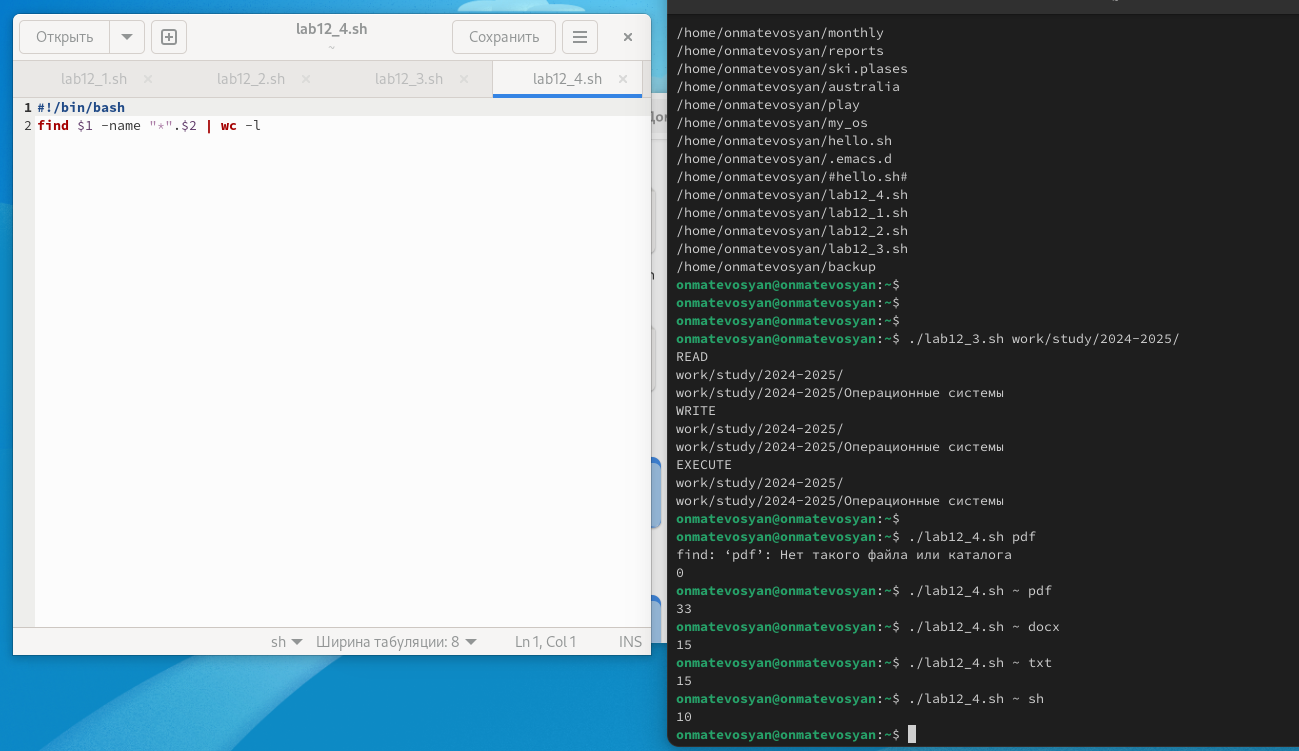 Открыть
lab12_4.sh
~
Сохранить
lab12_1.sh
lab12_2.sh
lab12_3.sh
lab12_4.sh
1 #!/bin/bash
2 find $1 -name "*".$2 | wc -l
sh
Ширина табуляции: 8
Ln 1, Col 1
INS
/home/onmatevosyan/monthly
/home/onmatevosyan/reports
/home/onmatevosyan/ski.plases
/home/onmatevosyan/australia
/home/onmatevosyan/play
/home/onmatevosyan/my_os
/home/onmatevosyan/hello.sh
/home/onmatevosyan/.emacs.d
/home/onmatevosyan/#hello.sh#
/home/onmatevosyan/lab12_4.sh
/home/onmatevosyan/lab12_1.sh
/home/onmatevosyan/lab12_2.sh
/home/onmatevosyan/lab12_3.sh
/home/onmatevosyan/backup
onmatevosyan@onmatevosyan:~$
onmatevosyan@onmatevosyan:~$
onmatevosyan@onmatevosyan:~$
onmatevosyan@onmatevosyan:~$ ./lab12_3.sh work/study/2024-2025/
READ
work/study/2024-2025/
work/study/2024-2025/Операционные системы
WRITE
work/study/2024-2025/
work/study/2024-2025/Операционные системы
EXECUTE
work/study/2024-2025/
work/study/2024-2025/Операционные системы
onmatevosyan@onmatevosyan:~$
onmatevosyan@onmatevosyan:~$ ./lab12_4.sh pdf
find: ‘pdf’: Нет такого файла или каталога
0
onmatevosyan@onmatevosyan:~$ ./lab12_4.sh ~ pdf
33
onmatevosyan@onmatevosyan:~$ ./lab12_4.sh ~ docx
15
onmatevosyan@onmatevosyan:~$ ./lab12_4.sh ~ txt
15
onmatevosyan@onmatevosyan:~$ ./lab12_4.sh ~ sh
10
onmatevosyan@onmatevosyan:~$